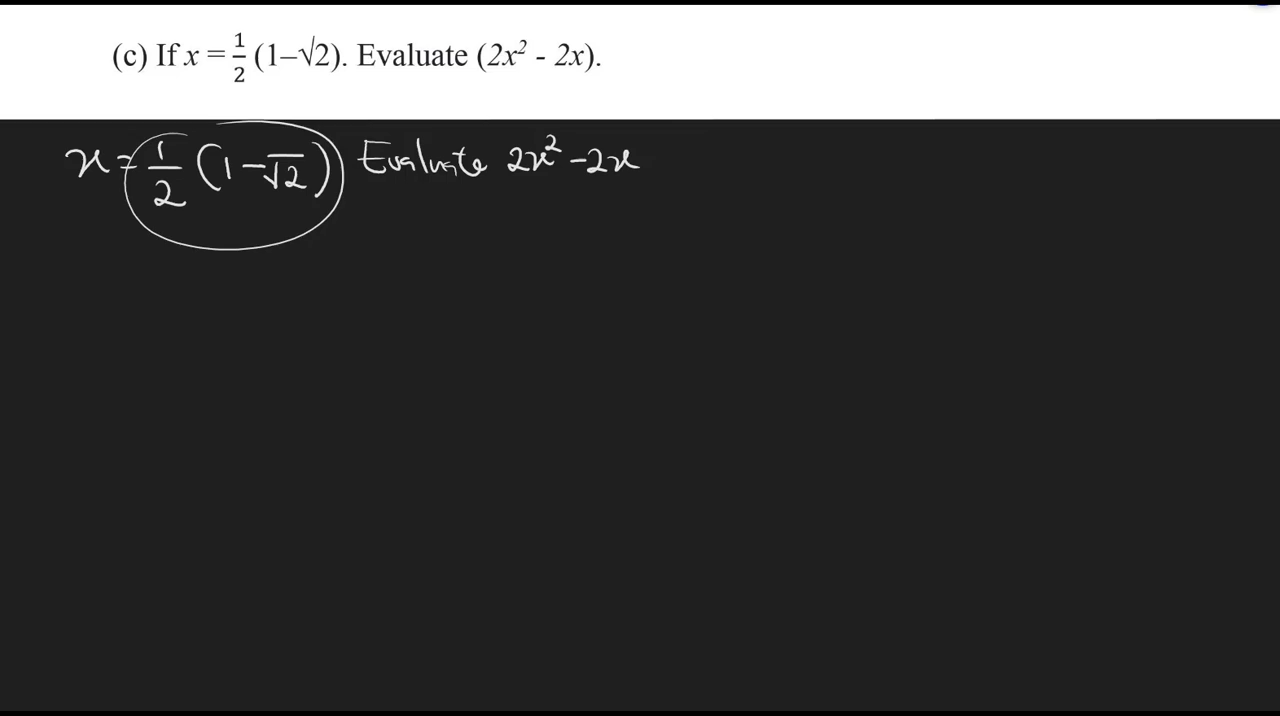 (c) If x = 1/2 (1–√2). Evaluate (2x² - 2x).
x = 1/2 (1-√2) Evaluate 2x² -2x